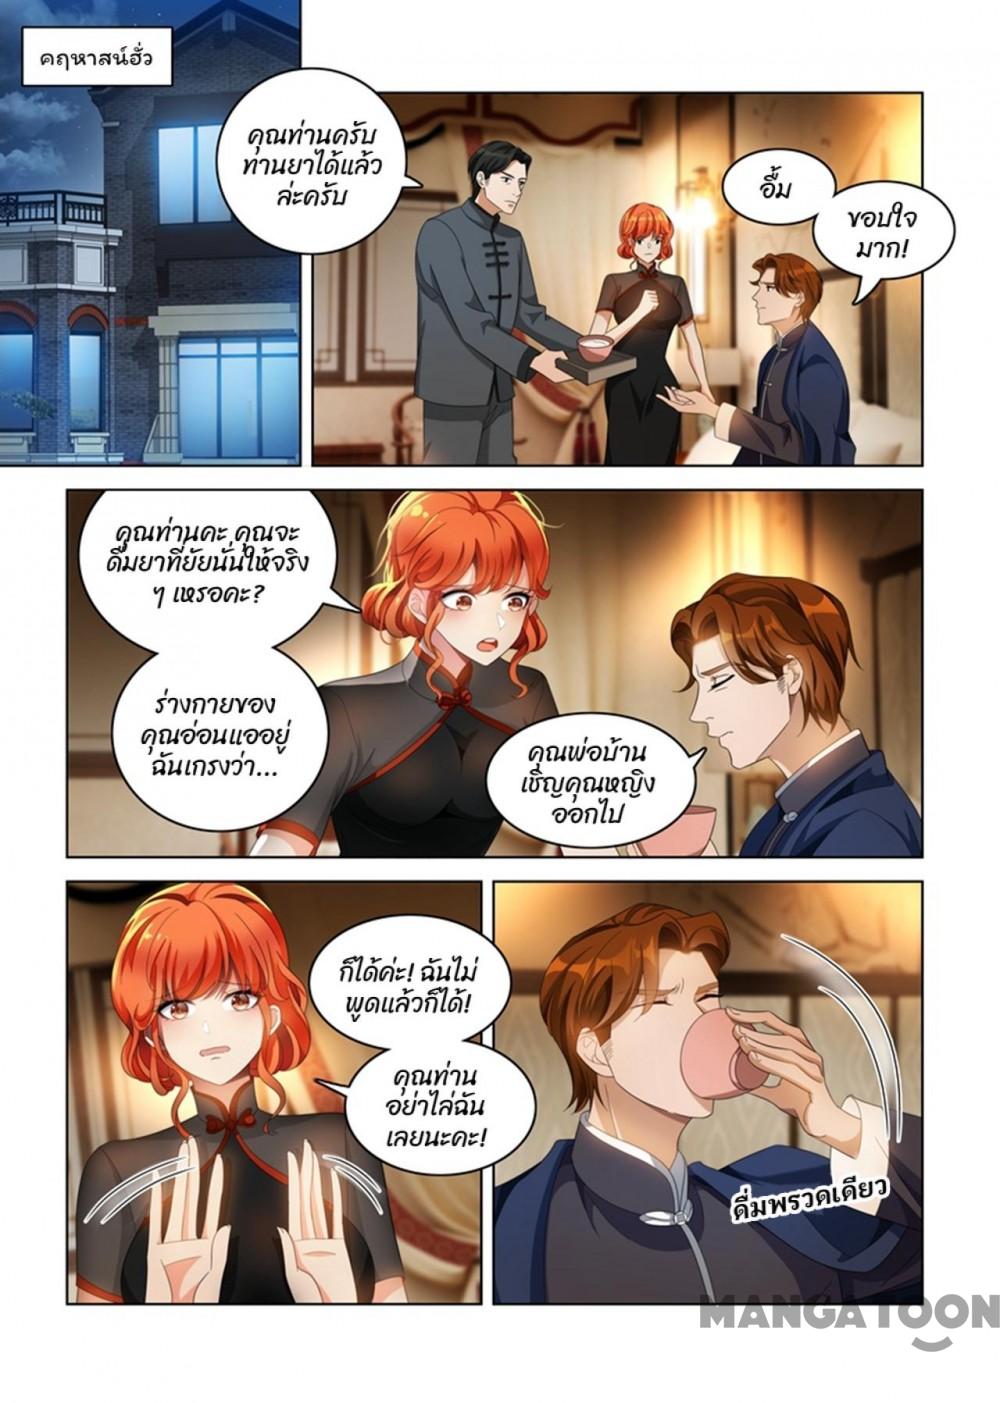 คฤหาสน์ฮั่ว
คุณท่านครับ
ทานยาได้แล้ว
ล่ะครับ
อื้ม
ขอบใจ
มาก!
คุณท่านคะ คุณจะ
ดื่มยาที่ยัยนั่นให้จริง
ๆ เหรอคะ?
ร่างกายของ
คุณอ่อนแออยู่
ฉันเกรงว่า...
คุณพ่อบ้าน
เชิญคุณหญิง
ออกไป
ก็ได้ค่ะ! ฉันไม่
พูดแล้วก็ได้!
คุณท่าน
อย่าไล่ฉัน
เลยนะคะ!
ดื่มพรวดเดียว
MANGATOON